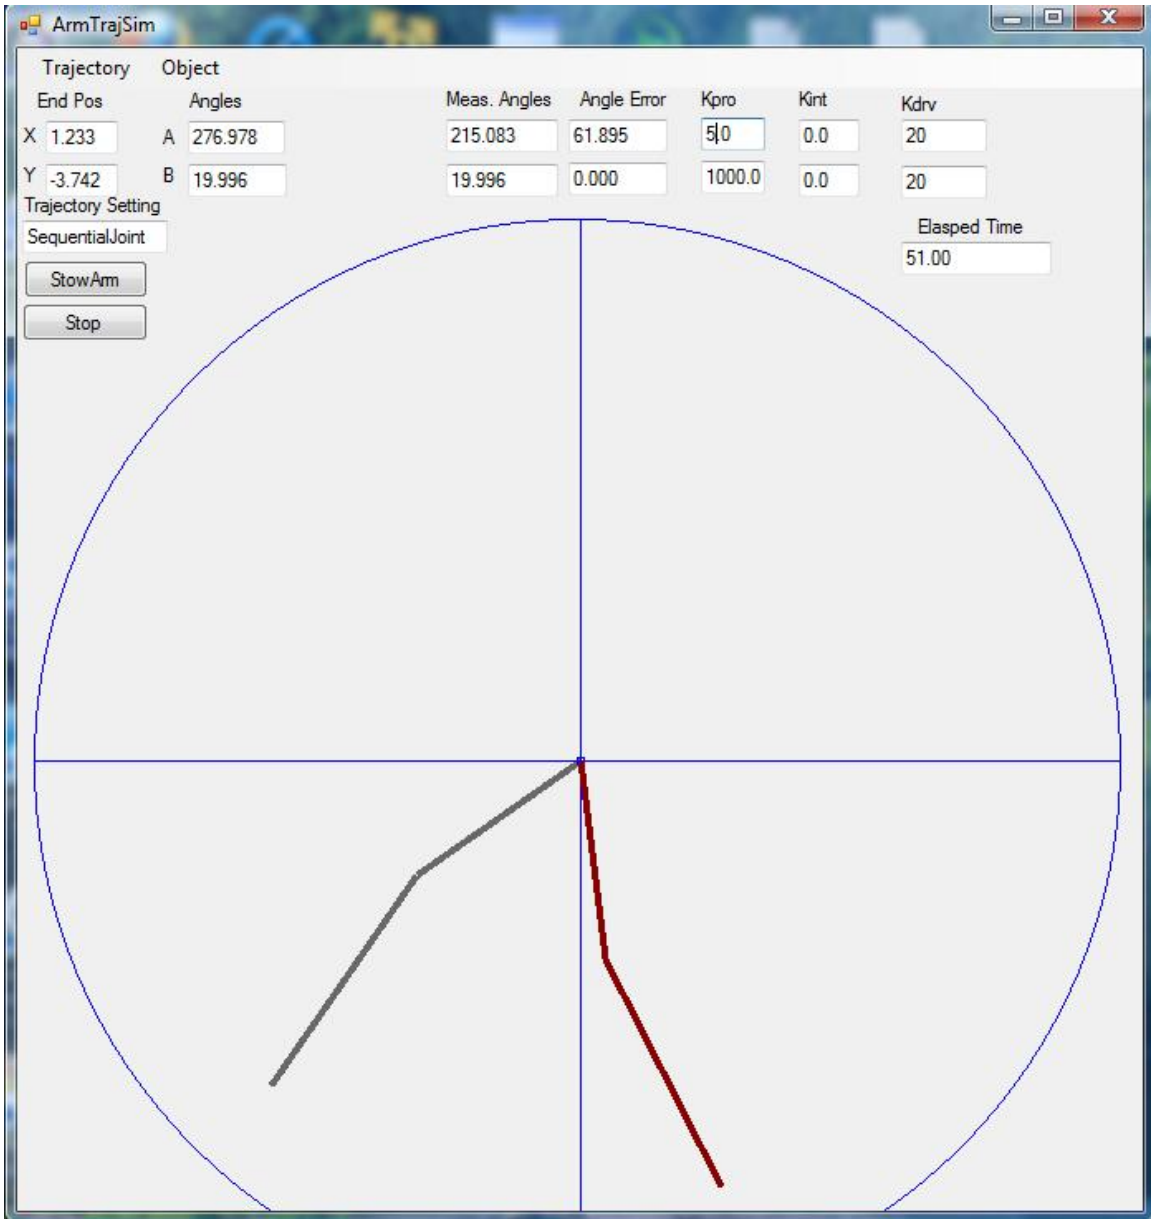 ArmTrajSim
Trajectory Object
End Pos Angles Meas. Angles Angle Error Kpro Kint Kdrv
X 1.233 A 276.978 215.083 61.895 5.0 0.0 20
Y -3.742 B 19.996 19.996 0.000 1000.0 0.0 20
Trajectory Setting
SequentialJoint
Elasped Time
51.00
StowArm
Stop